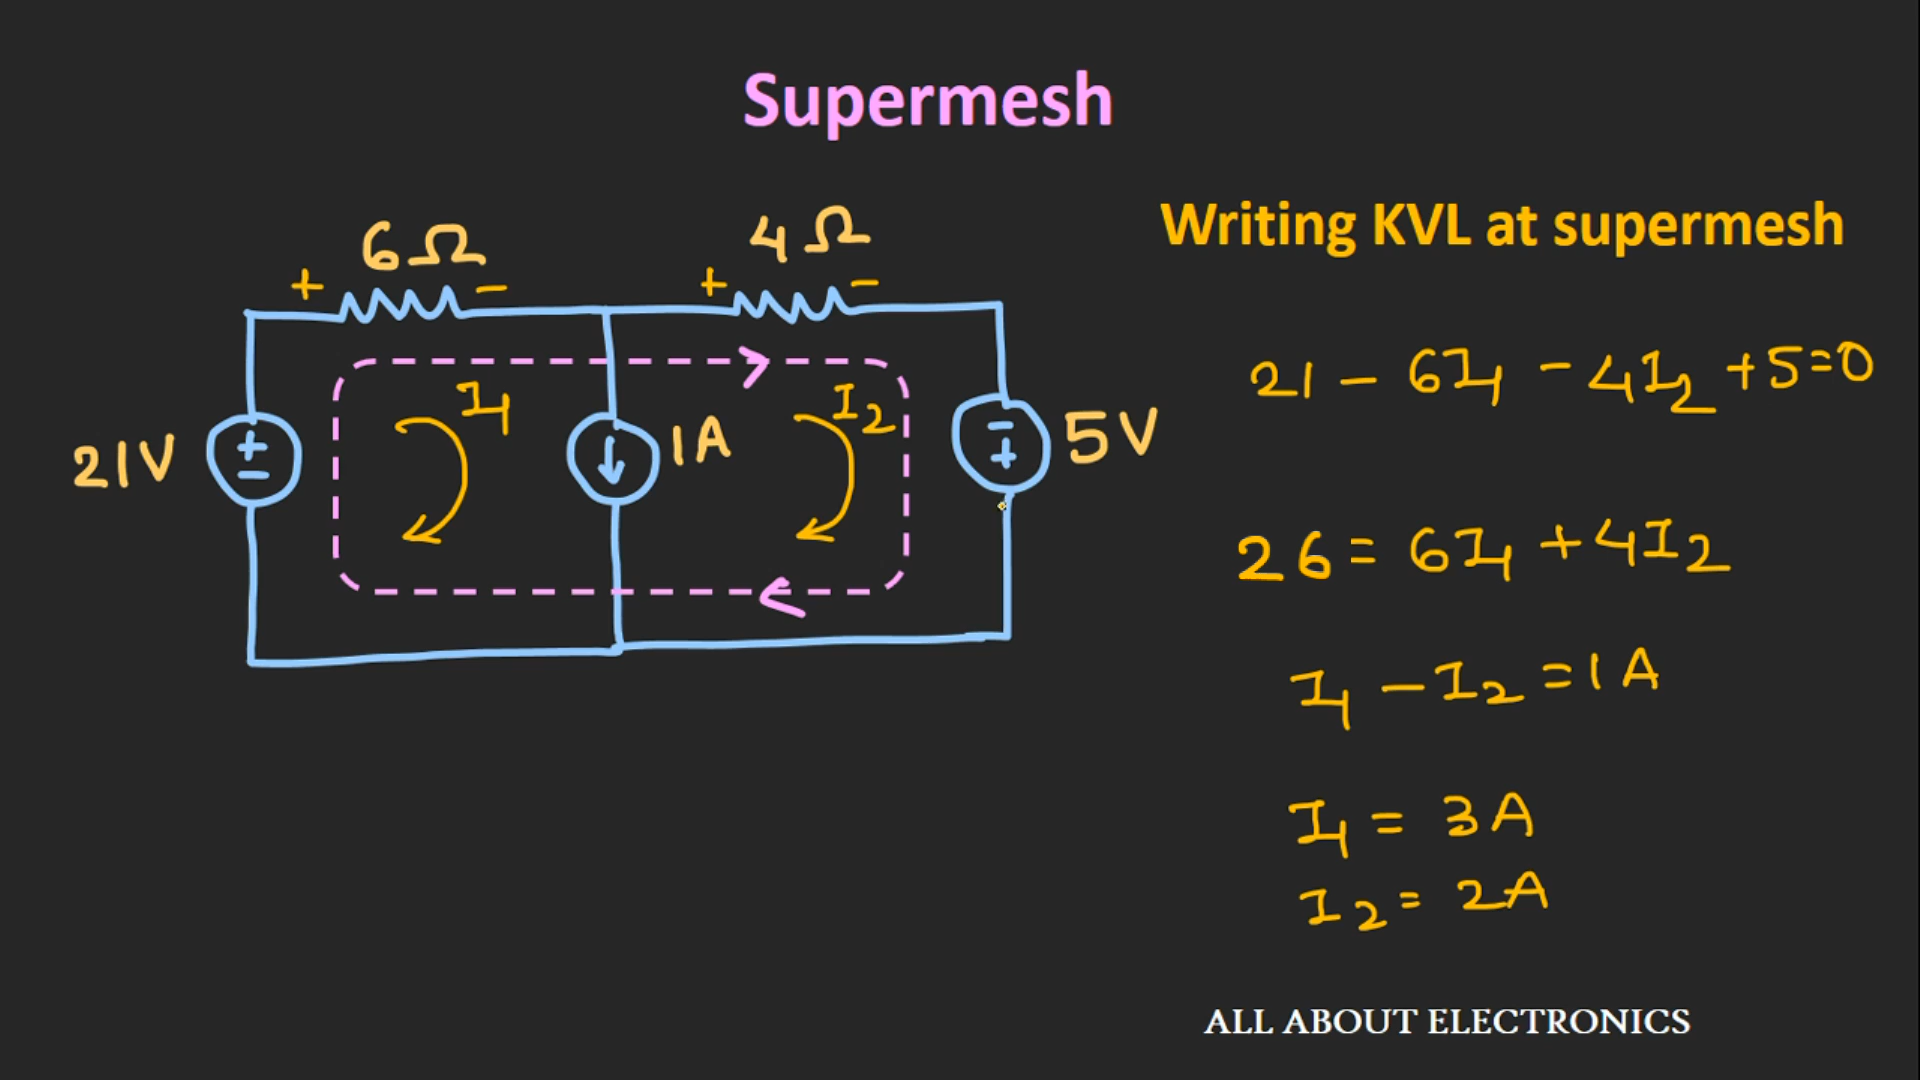 Supermesh
6Ω
4Ω
Writing KVL at supermesh
+ -
+ -
21 - 6I1 - 4I2 + 5 = 0
I1
I2
21V
+
-
1A
-
+
5V
26 = 6I1 + 4I2
I1 - I2 = 1A
I1 = 3A
I2 = 2A
ALL ABOUT ELECTRONICS